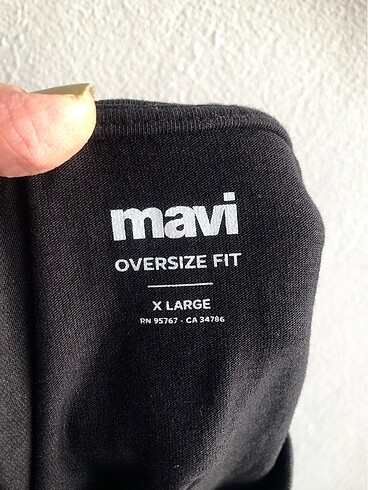 mavi
OVERSIZE FIT
X LARGE
RN 95767 - CA 34786